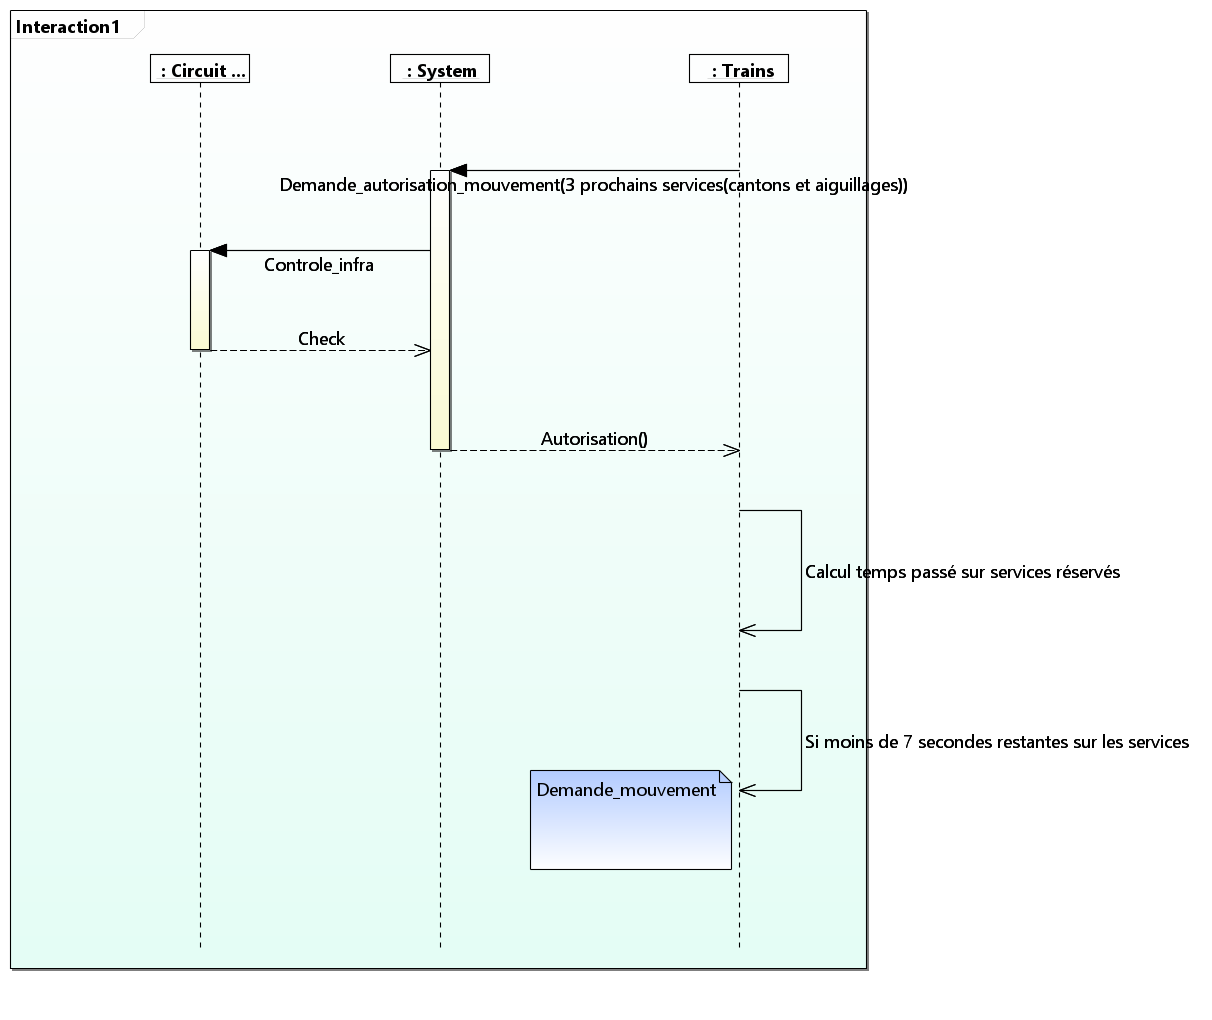 Interaction1
: Circuit ...
: System
: Trains
Demande_autorisation_mouvement(3 prochains services(cantons et aiguillages))
Controle_infra
Check
Autorisation()
Calcul temps passé sur services réservés
Si moins de 7 secondes restantes sur les services
Demande_mouvement